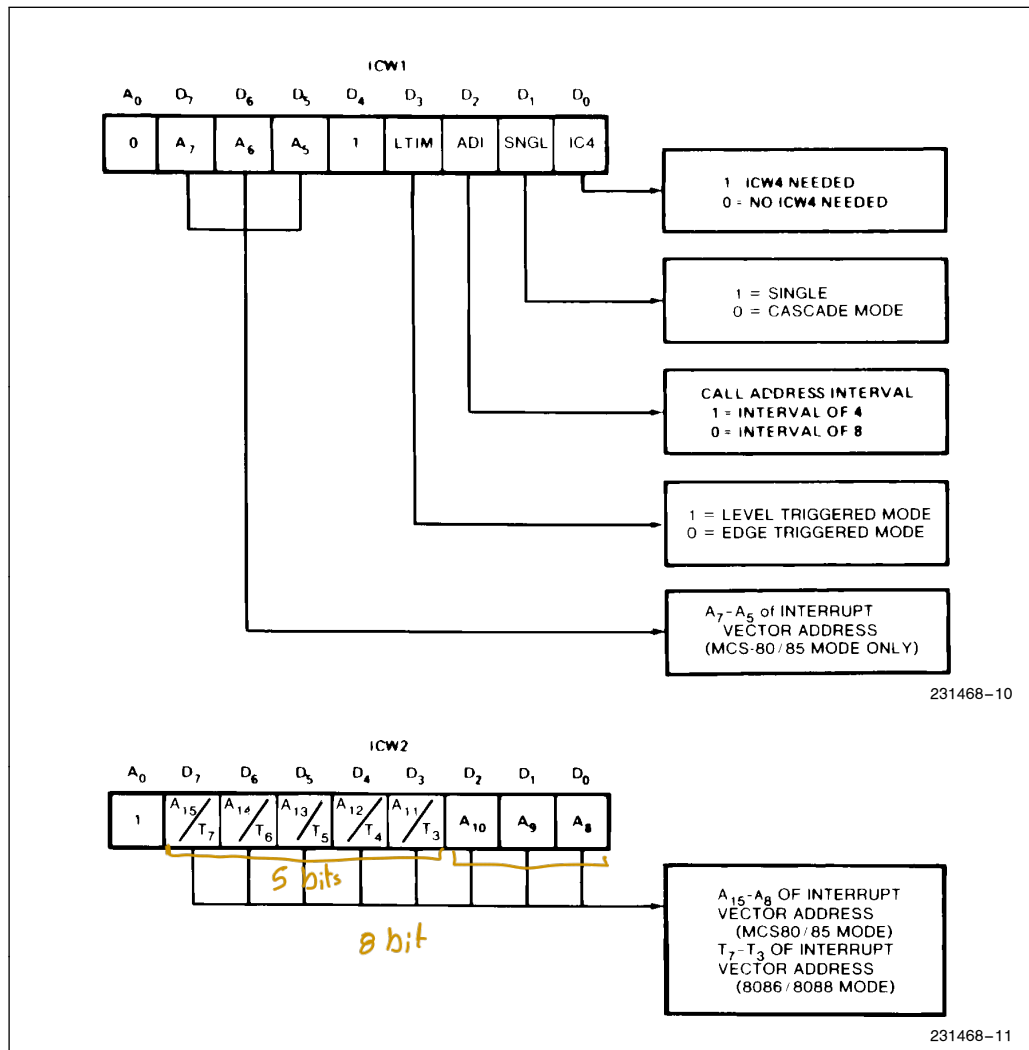 ICW1
A0 D7 D6 D5 D4 D3 D2 D1 D0
0 A7 A6 A5 1 LTIM ADI SNGL IC4
1 ICW4 NEEDED
0 = NO ICW4 NEEDED
1 = SINGLE
0 = CASCADE MODE
CALL ADDRESS INTERVAL
1 = INTERVAL OF 4
0 = INTERVAL OF 8
1 = LEVEL TRIGGERED MODE
0 = EDGE TRIGGERED MODE
A7-A5 of INTERRUPT
VECTOR ADDRESS
(MCS-80/85 MODE ONLY)
231468-10
ICW2
A0 D7 D6 D5 D4 D3 D2 D1 D0
1 A15/T7 A14/T6 A13/T5 A12/T4 A11/T3 A10 A9 A8
5 bits
8 bit
A15-A8 OF INTERRUPT
VECTOR ADDRESS
(MCS80/85 MODE)
T7-T3 OF INTERRUPT
VECTOR ADDRESS
(8086/8088 MODE)
231468-11